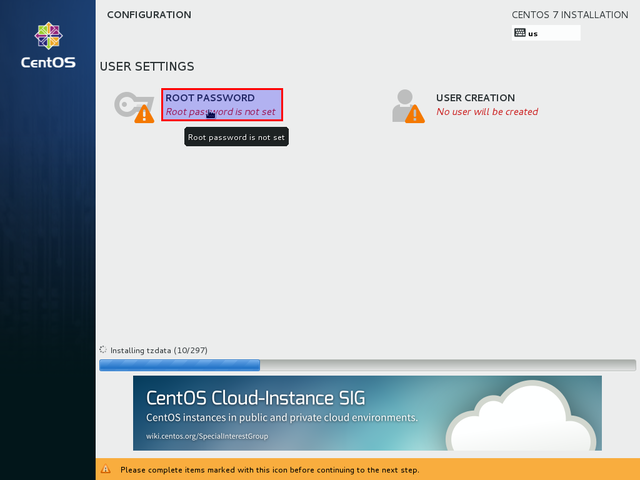 CONFIGURATION
CENTOS 7 INSTALLATION
us
CentOS
USER SETTINGS
ROOT PASSWORD
Root password is not set
USER CREATION
No user will be created
Root password is not set
Installing tzdata (10/297)
CentOS Cloud-Instance SIG
CentOS instances in public and private cloud environments.
wiki.centos.org/SpecialInterestGroup
Please complete items marked with this icon before continuing to the next step.